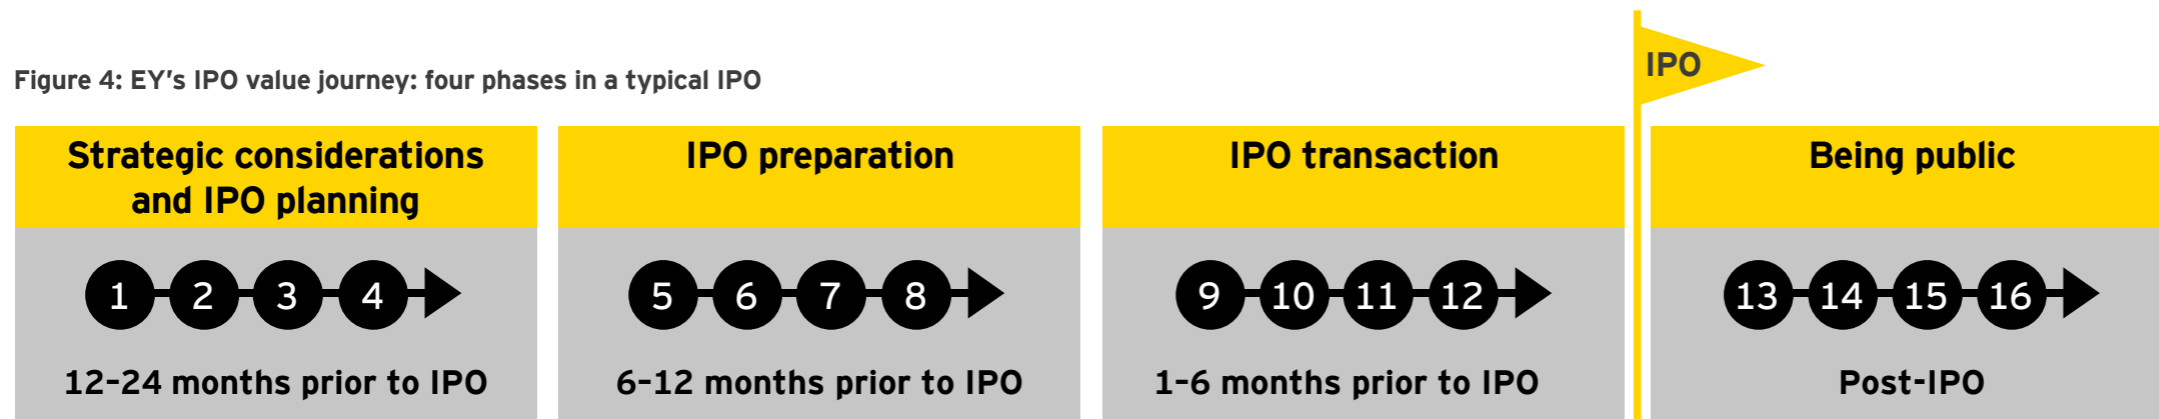 IPO
Figure 4: EY's IPO value journey: four phases in a typical IPO
Strategic considerations
and IPO planning
1 2 3 4
12–24 months prior to IPO
IPO preparation
5 6 7 8
6–12 months prior to IPO
IPO transaction
9 10 11 12
1–6 months prior to IPO
Being public
13 14 15 16
Post-IPO